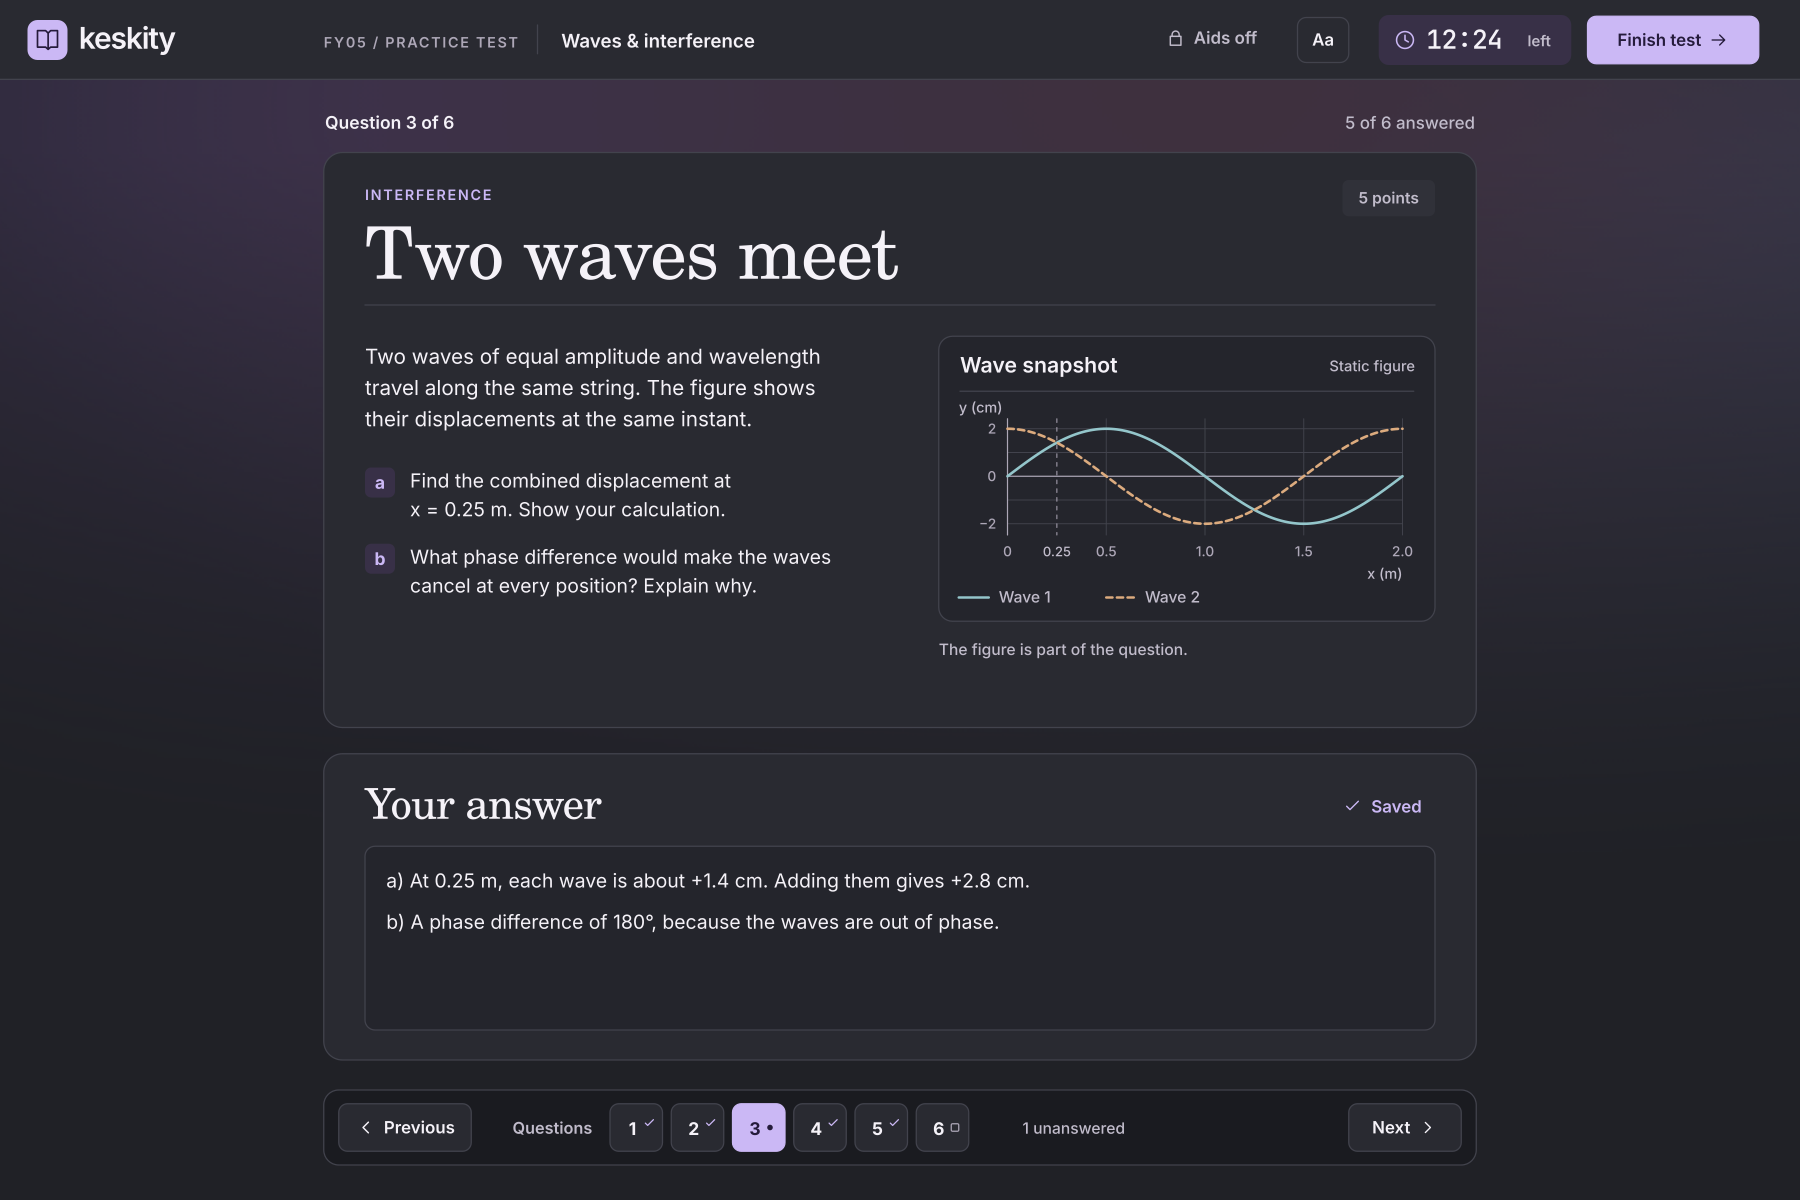 keskity
FY05 / PRACTICE TEST
Waves & interference
Aids off
Aa
12:24 left
Finish test →
Question 3 of 6
5 of 6 answered
INTERFERENCE
5 points
Two waves meet
Two waves of equal amplitude and wavelength
travel along the same string. The figure shows
their displacements at the same instant.
a Find the combined displacement at
x = 0.25 m. Show your calculation.
b What phase difference would make the waves
cancel at every position? Explain why.
Wave snapshot
Static figure
y (cm)
2
0
−2
0 0.25 0.5 1.0 1.5 2.0
x (m)
Wave 1 Wave 2
The figure is part of the question.
Your answer
Saved
a) At 0.25 m, each wave is about +1.4 cm. Adding them gives +2.8 cm.
b) A phase difference of 180°, because the waves are out of phase.
Previous
Questions 1 2 3 4 5 6
1 unanswered
Next